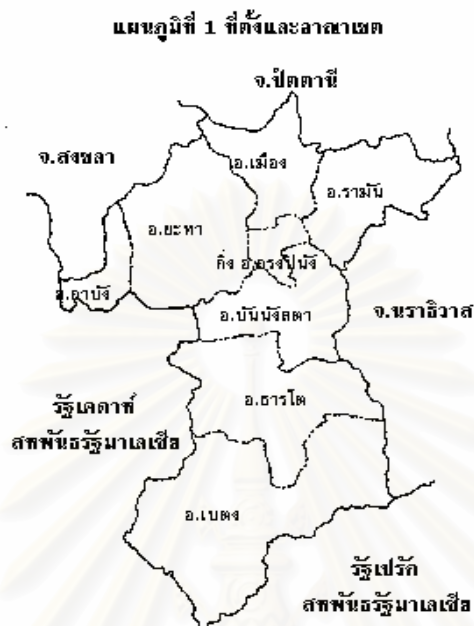 แผนภูมิที่ 1 ที่ตั้งและอาณาเขต
จ.ปัตตานี
จ.สงขลา
อ.เมือง
อ.รามัน
อ.ยะหา
กิ่ง อ.กรงปินัง
อ.กาบัง
อ.บันนังสตา
จ.นราธิวาส
อ.ธารโต
รัฐเคดาห์
สหพันธรัฐมาเลเซีย
อ.เบตง
รัฐเปรัก
สหพันธรัฐมาเลเซีย